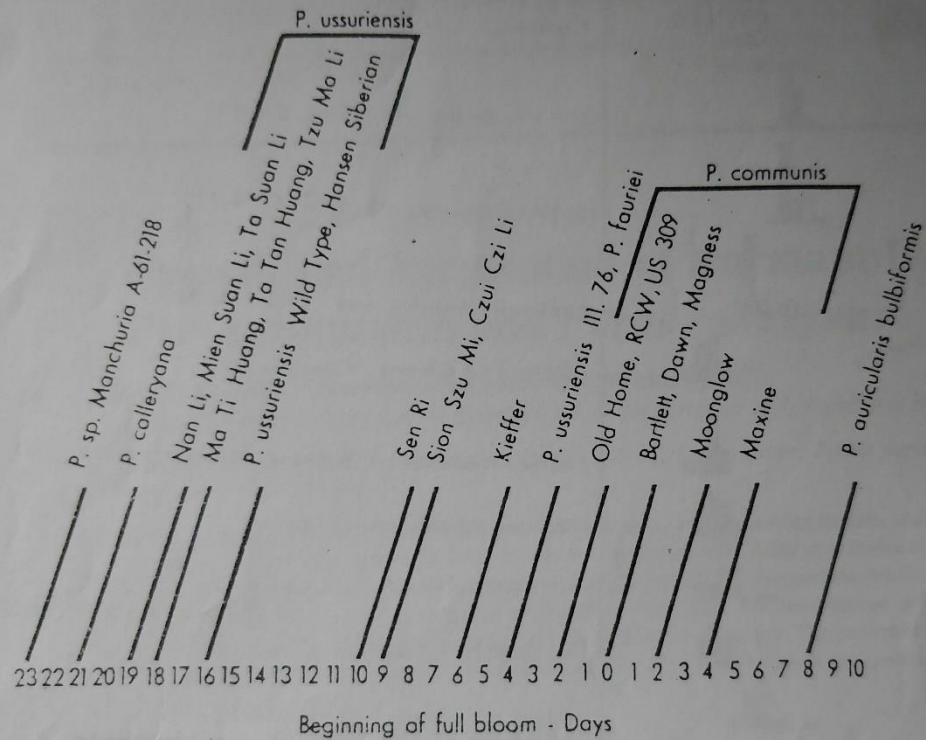 P. ussuriensis
P. communis
P. sp. Manchuria A-61-218
P. calleryana
Nan Li, Mien Suan Li, Ta Suan Li
Ma Ti Huang, Ta Tan Huang, Tzu Ma Li
P. ussuriensis Wild Type, Hansen Siberian
Sen Ri
Sion Szu Mi, Czui Czi Li
Kieffer
P. ussuriensis Ill. 76, P. fauriei
Old Home, RCW, US 309
Bartlett, Dawn, Magness
Moonglow
Maxine
P. auricularis bulbiformis
23 22 21 20 19 18 17 16 15 14 13 12 11 10 9 8 7 6 5 4 3 2 1 0 1 2 3 4 5 6 7 8 9 10
Beginning of full bloom - Days